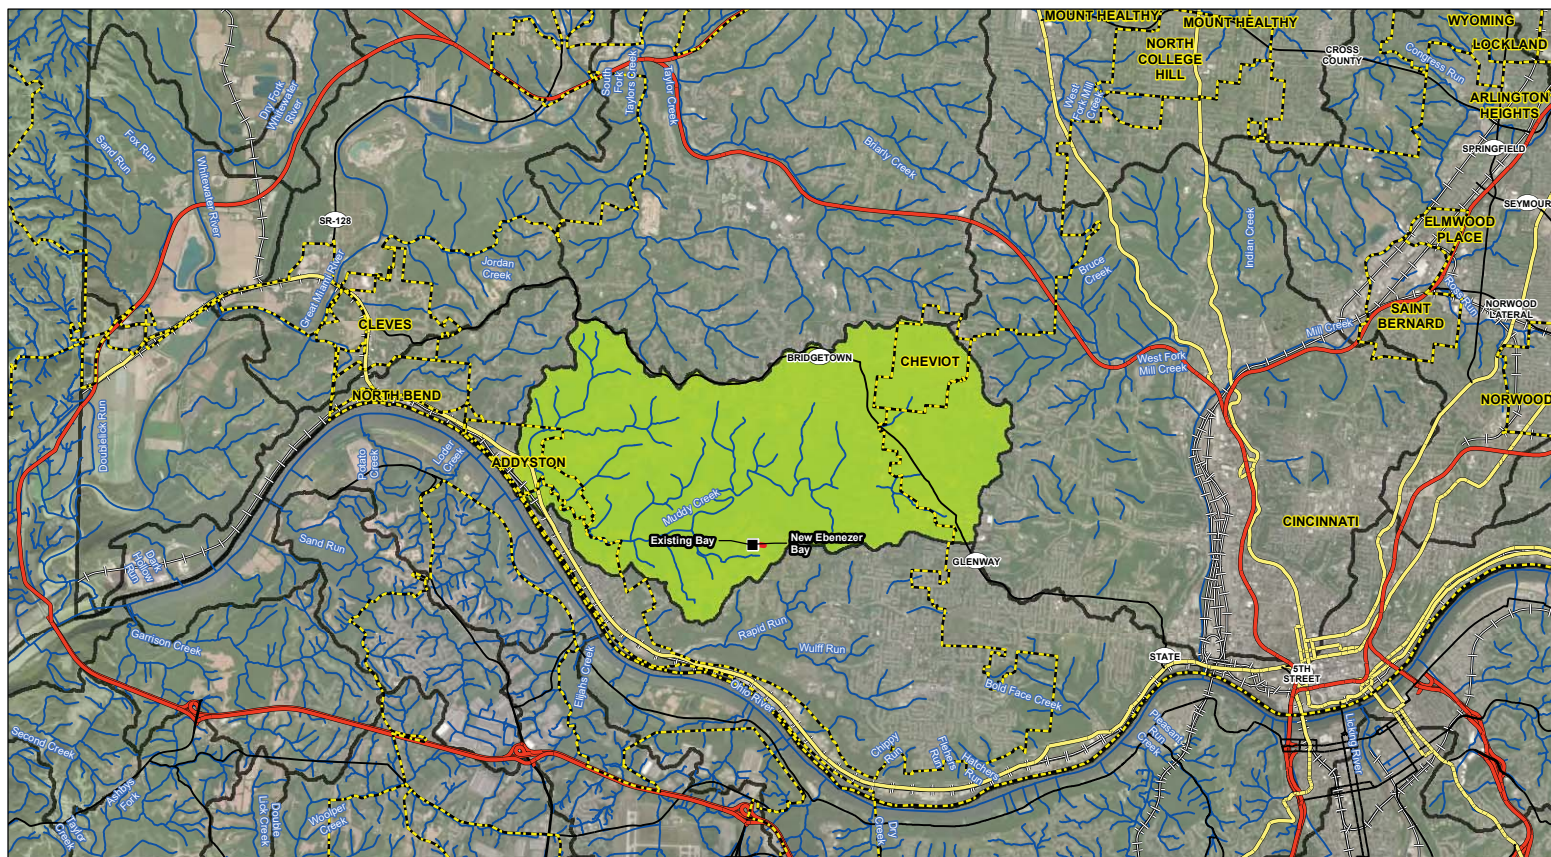 MOUNT HEALTHY
MOUNT HEALTHY
WYOMING
LOCKLAND
NORTH
COLLEGE
HILL
CROSS
COUNTY
Congress Run
ARLINGTON
HEIGHTS
SPRINGFIELD
SEYMOUR
ELMWOOD
PLACE
SAINT
BERNARD
Ross Run
NORWOOD
LATERAL
NORWOOD
Dry Fork
Whitewater
River
Fox Run
Sand Run
Whitewater River
SR-128
South
Fork
Taylors Creek
Taylor Creek
Briarly Creek
West
Fork Mill
Creek
Indian Creek
Bruce
Creek
Jordan
Creek
Great Miami River
CLEVES
NORTH BEND
BRIDGETOWN
CHEVIOT
West Fork
Mill Creek
Mill Creek
Doublelick Run
Potato
Creek
Loder
Creek
ADDYSTON
Muddy Creek
Existing Bay
New Ebenezer
Bay
GLENWAY
CINCINNATI
Sand Run
Dark
Hollow
Run
Garrison Creek
Rapid Run
Wulff Run
Elijahs Creek
Ohio River
Bold Face Creek
STATE
5TH
STREET
Pleasant
Run
Creek
Licking River
Chippy
Run
Flehers
Run
Hatchers
Run
Dry
Creek
Second Creek
Ashbys
Fork
Taylor
Creek
Double
Lick Creek
Woolper
Creek